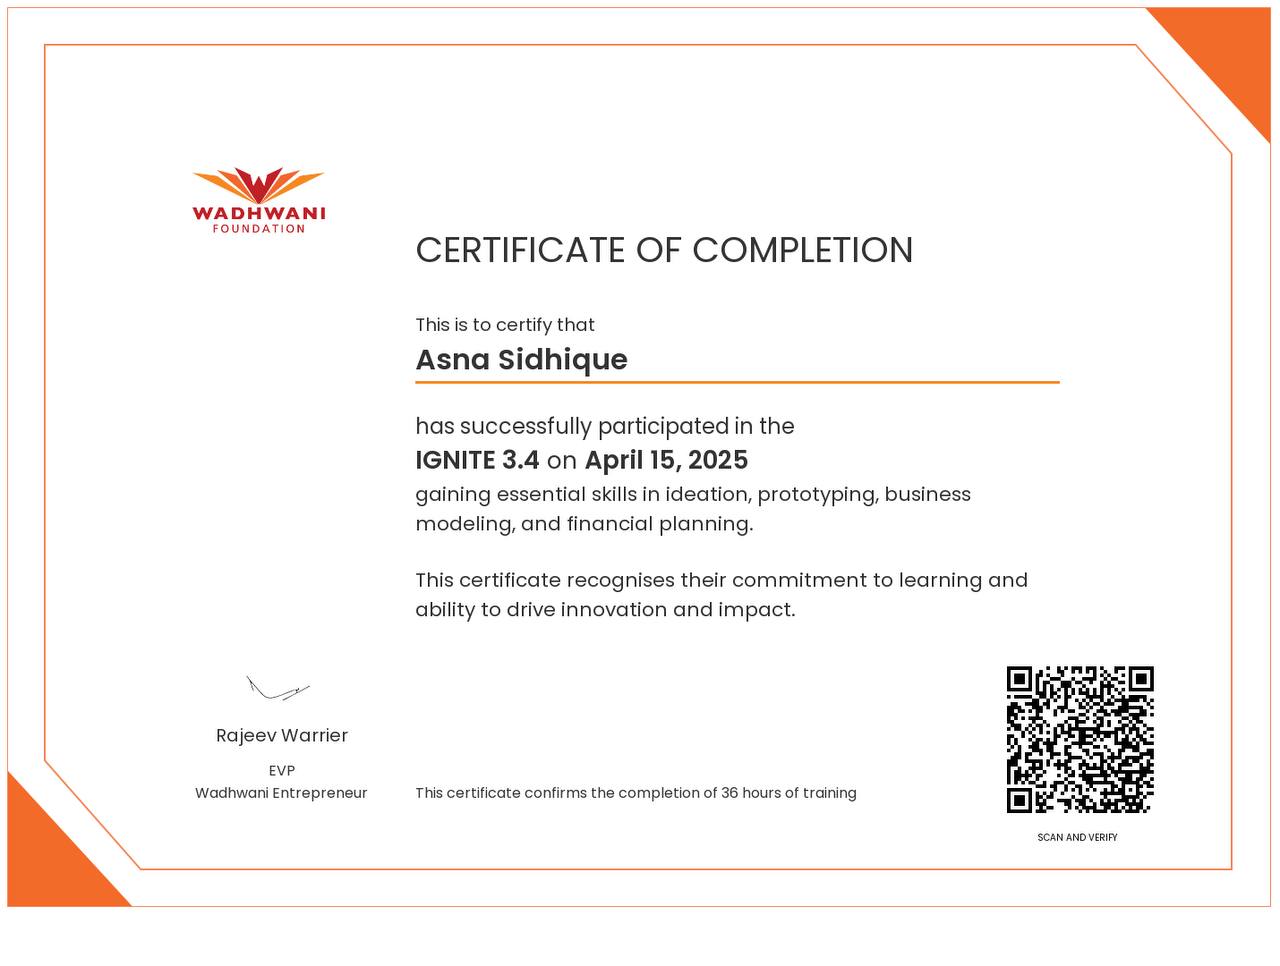 WADHWANI
FOUNDATION
CERTIFICATE OF COMPLETION
This is to certify that
Asna Sidhique
has successfully participated in the
IGNITE 3.4 on April 15, 2025
gaining essential skills in ideation, prototyping, business
modeling, and financial planning.
This certificate recognises their commitment to learning and
ability to drive innovation and impact.
Rajeev Warrier
EVP
Wadhwani Entrepreneur
This certificate confirms the completion of 36 hours of training
SCAN AND VERIFY